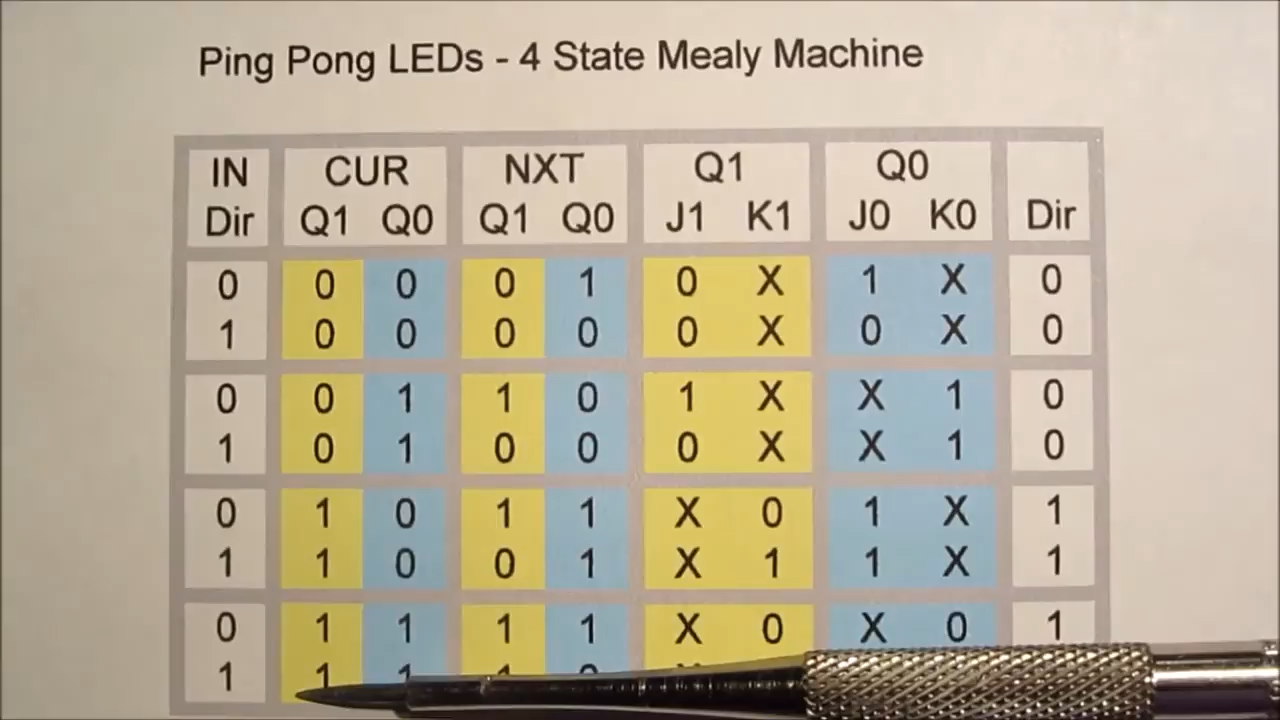 Ping Pong LEDs - 4 State Mealy Machine
IN CUR NXT Q1 Q0
Dir Q1 Q0 Q1 Q0 J1 K1 J0 K0 Dir
0 0 0 0 1 0 X 1 X 0
1 0 0 0 0 0 X 0 X 0
0 0 1 1 0 1 X X 1 0
1 0 1 0 0 0 X X 1 0
0 1 0 1 1 X 0 1 X 1
1 1 0 0 1 X 1 1 X 1
0 1 1 1 1 X 0 X 0 1
1 1 1